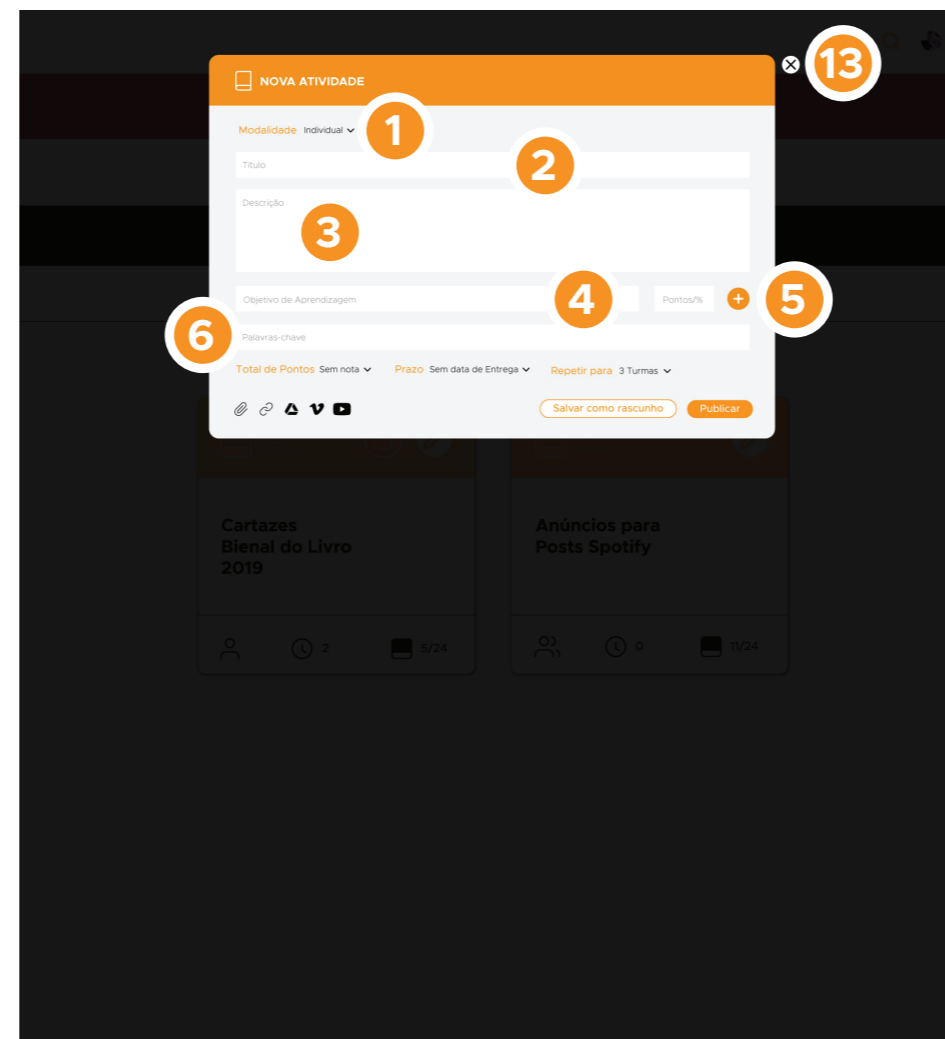 13
NOVA ATIVIDADE
Modalidade Individual
1
Título
2
Descrição
3
Objetivo de Aprendizagem
4
Pontos/%
+
5
6
Palavras-chave
Total de Pontos Sem nota Prazo Sem data de Entrega Repetir para 3 Turmas
Salvar como rascunho Publicar
Cartazes
Bienal do Livro
2019
2 5/24
Anúncios para
Posts Spotify
0 11/24